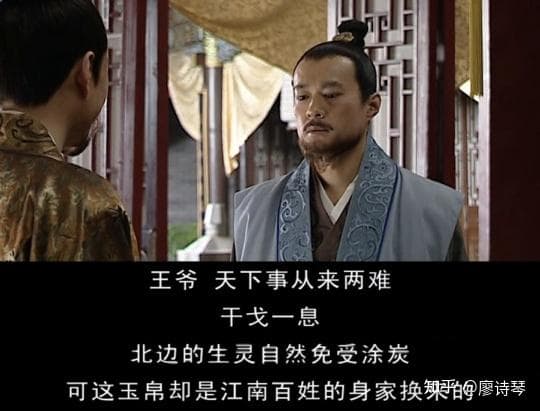 王爷 天下事从来两难
干戈一息
北边的生灵自然免受涂炭
可这玉帛却是江南百姓的身家换来的
知乎 @廖诗琴